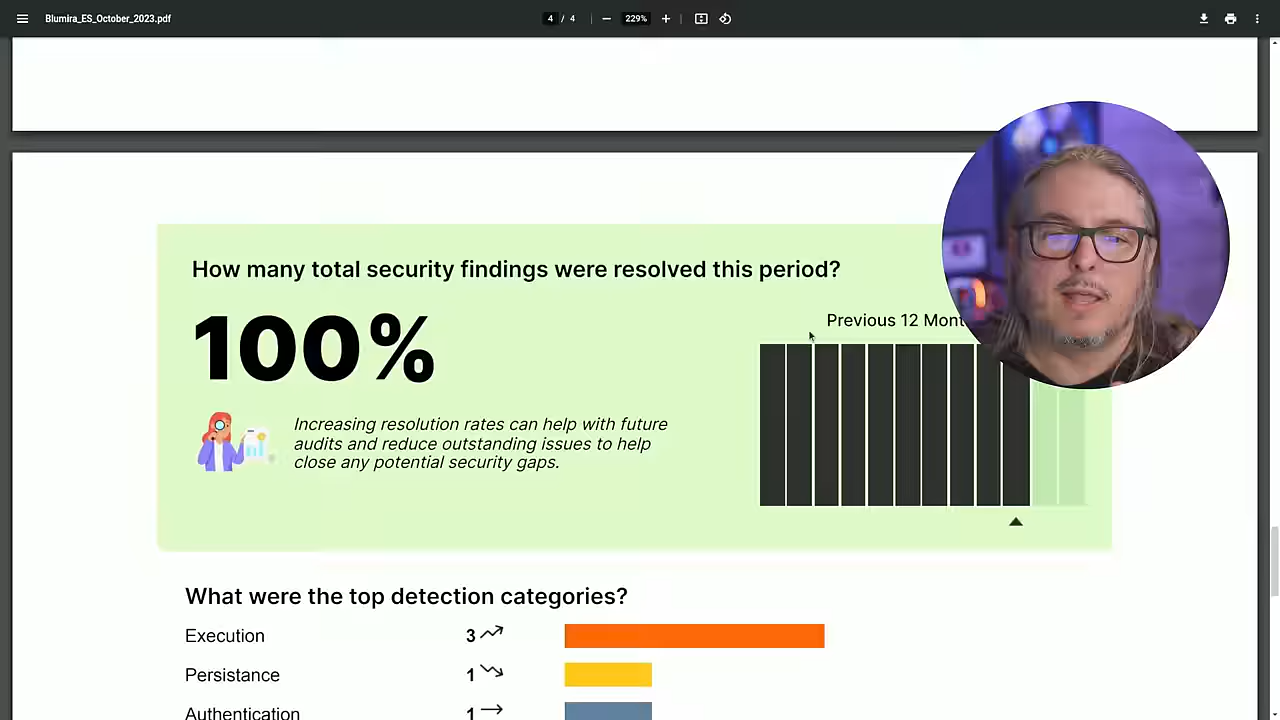 Blumira_ES_October_2023.pdf
4 / 4
229%
How many total security findings were resolved this period?
100%
Previous 12 Mont
Increasing resolution rates can help with future
audits and reduce outstanding issues to help
close any potential security gaps.
What were the top detection categories?
Execution 3
Persistance 1
Authentication 1